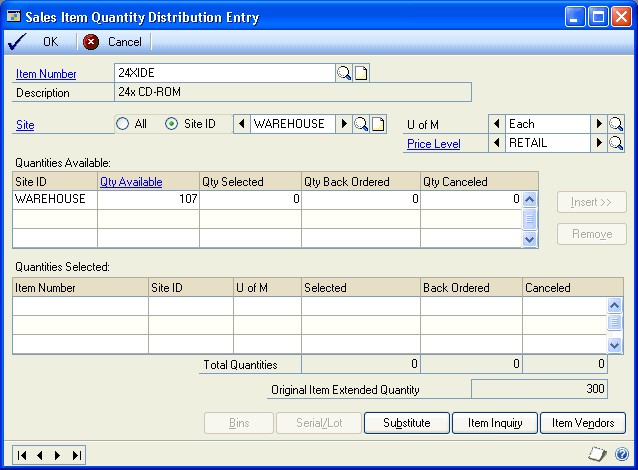 Sales Item Quantity Distribution Entry
OK Cancel
Item Number 24XIDE
Description 24x CD-ROM
Site All Site ID WAREHOUSE U of M Each
Price Level RETAIL
Quantities Available:
Site ID Qty Available Qty Selected Qty Back Ordered Qty Canceled
WAREHOUSE 107 0 0 0
Insert >>
Remove
Quantities Selected:
Item Number Site ID U of M Selected Back Ordered Canceled
Total Quantities 0 0 0
Original Item Extended Quantity 300
Bins Serial/Lot Substitute Item Inquiry Item Vendors